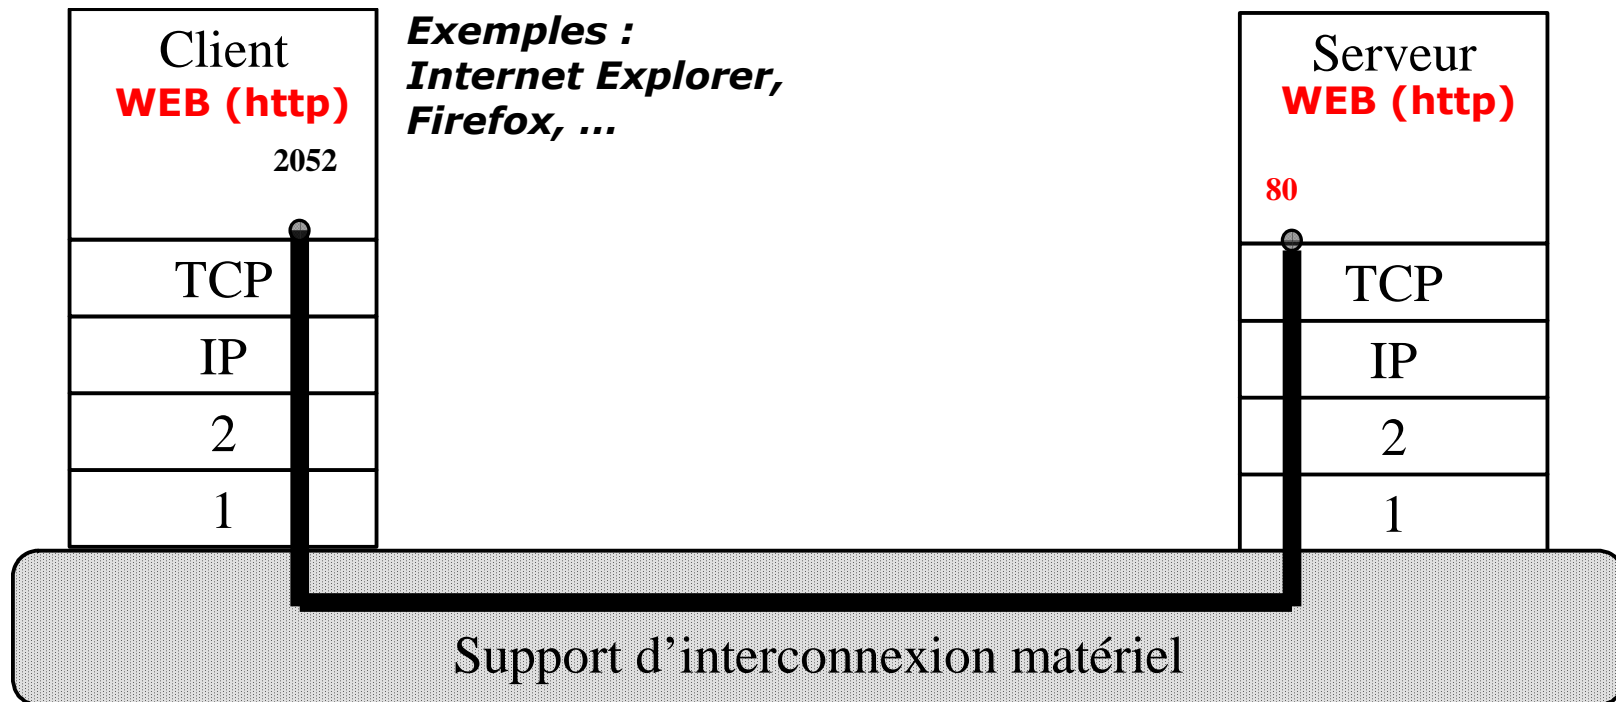 Client
WEB (http)
2052
TCP
IP
2
1
Exemples :
Internet Explorer,
Firefox, ...
Serveur
WEB (http)
80
TCP
IP
2
1
Support d’interconnexion matériel